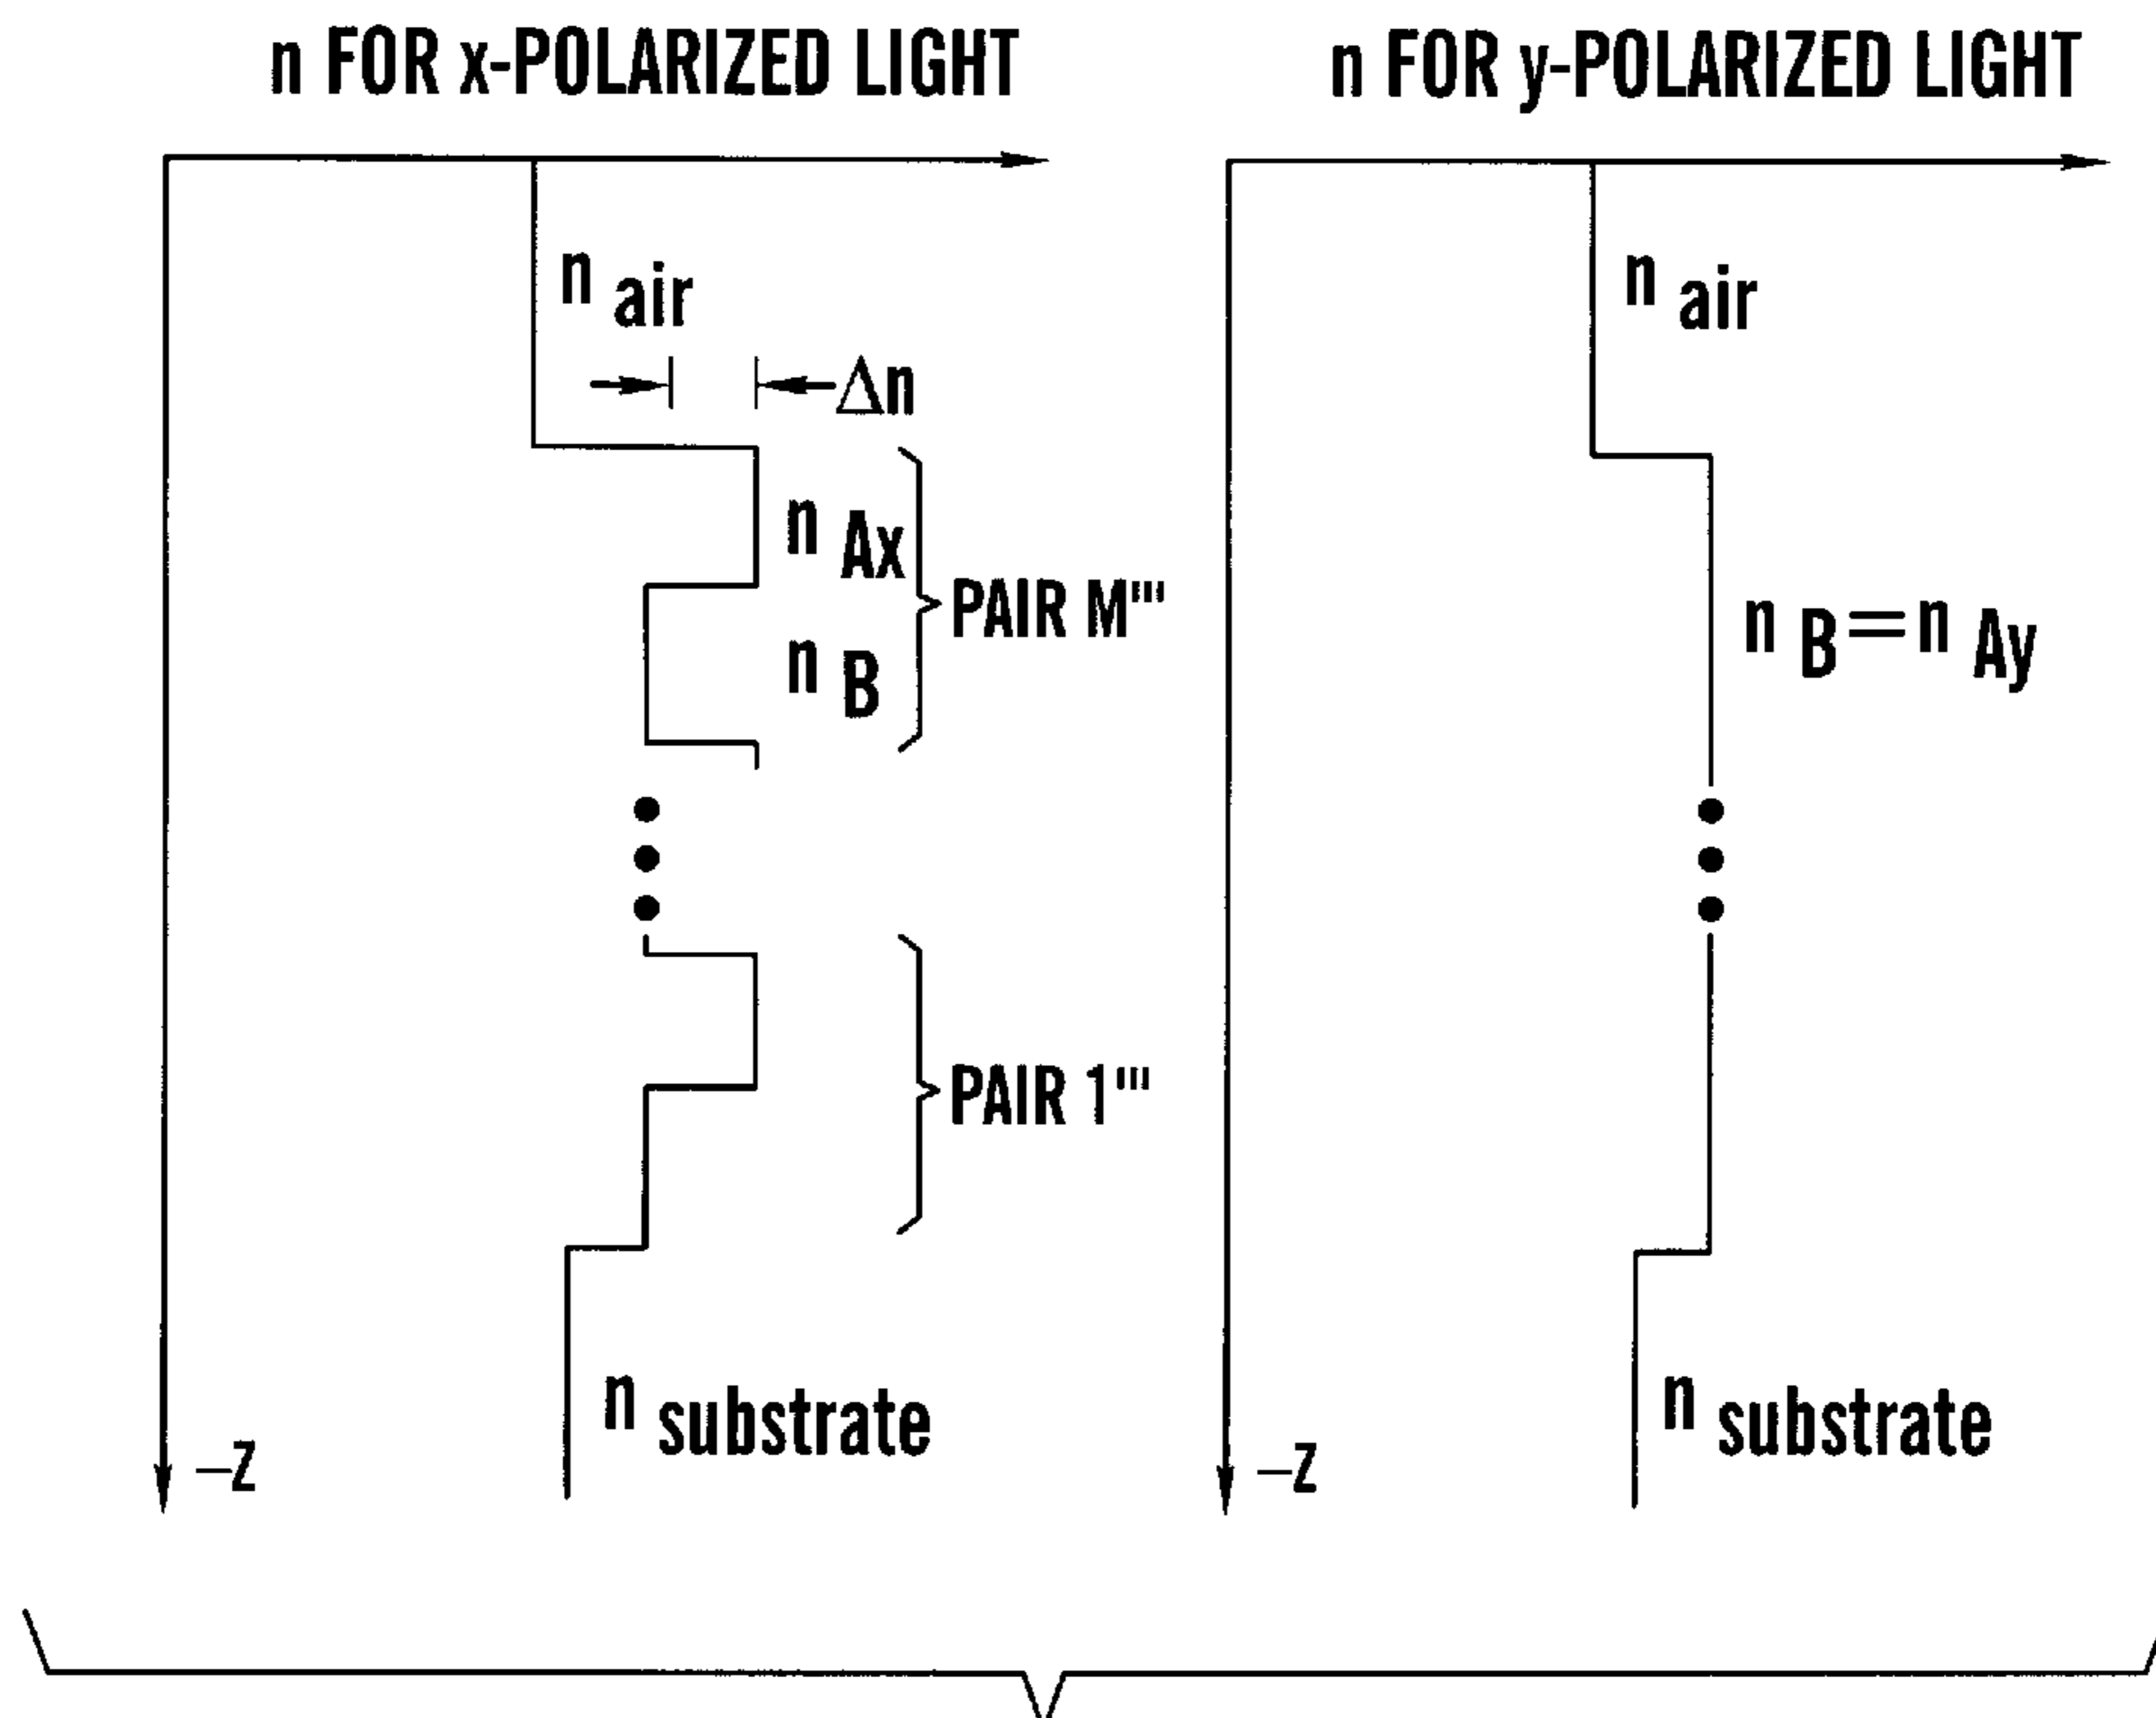 n FOR x-POLARIZED LIGHT
n air
Δn
n Ax
n B
PAIR M'''
PAIR 1'''
n substrate
–Z
n FOR y-POLARIZED LIGHT
n air
n B=n Ay
n substrate
–Z